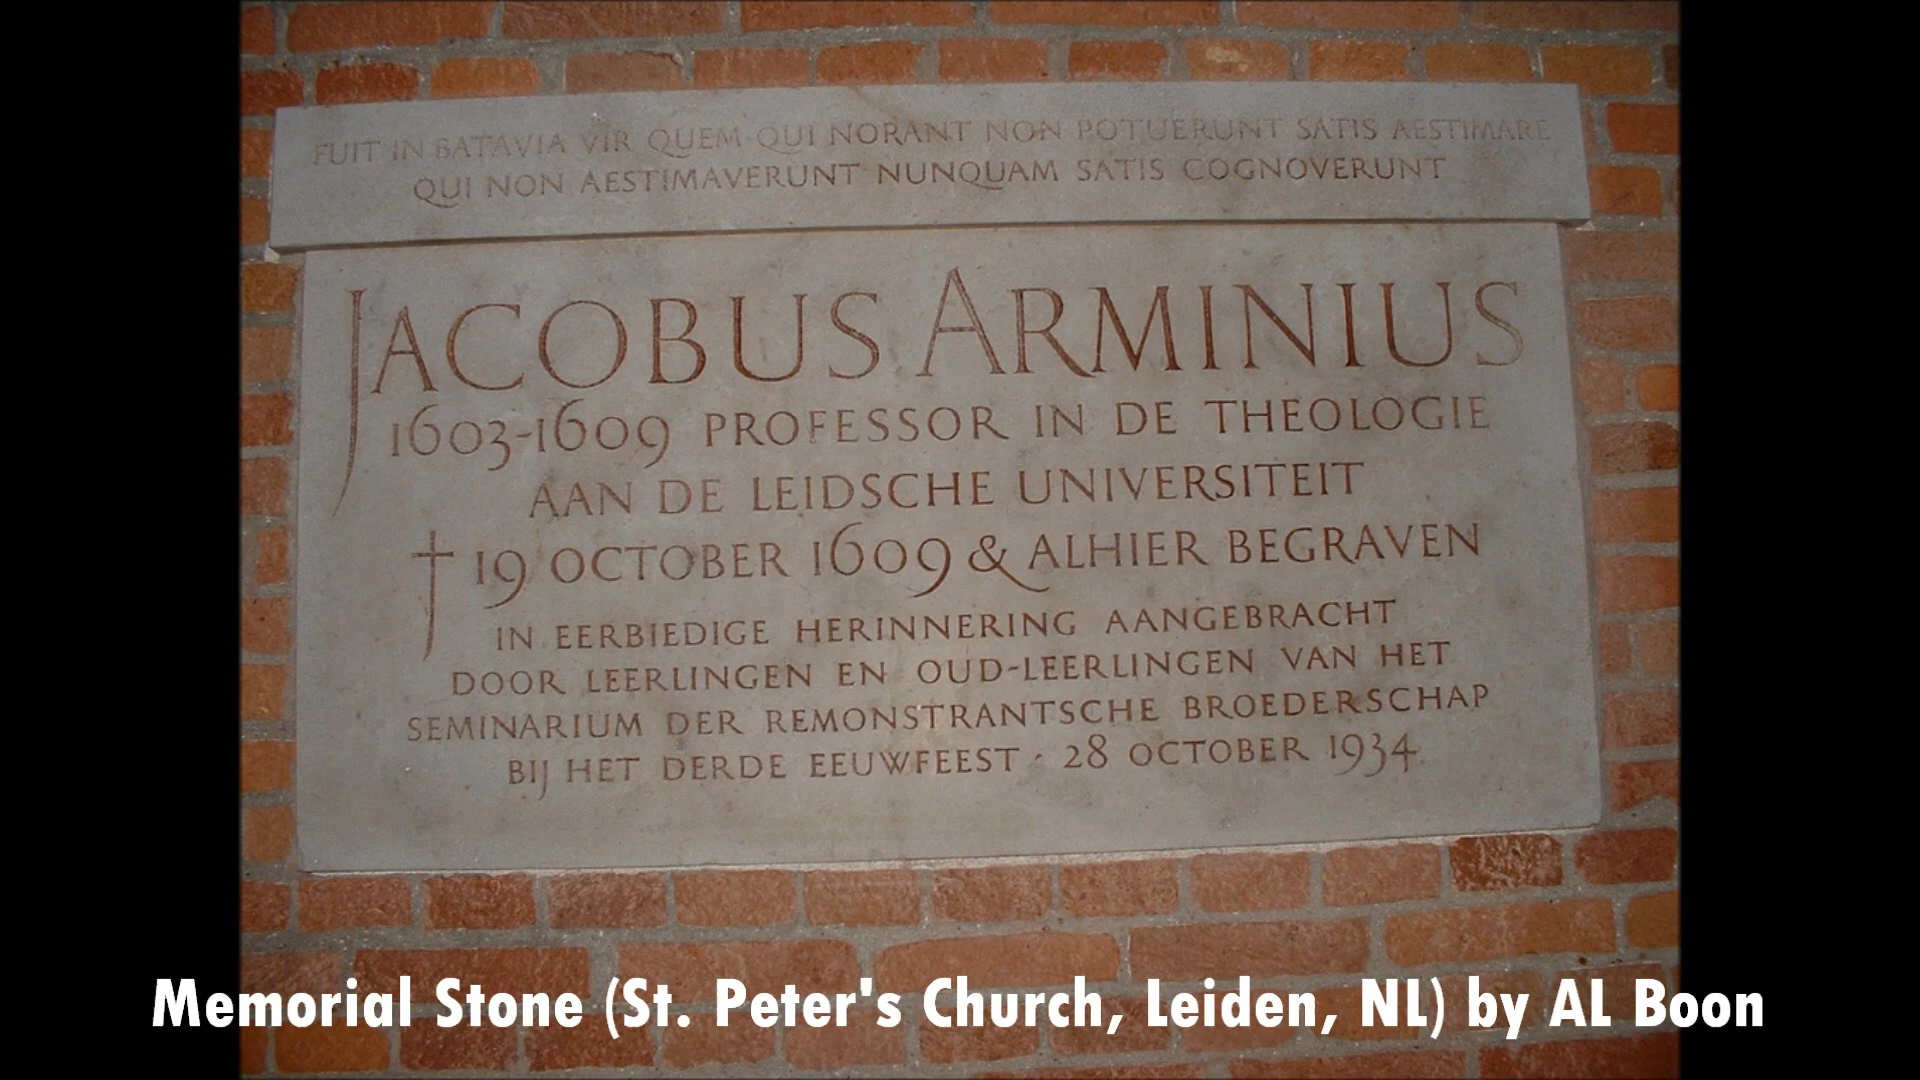 FUIT IN BATAVIA VIR QUEM QUI NORANT NON POTUERUNT SATIS AESTIMARE
QUI NON AESTIMAVERUNT NUNQUAM SATIS COGNOVERUNT
JACOBUS ARMINIUS
1603-1609 PROFESSOR IN DE THEOLOGIE
AAN DE LEIDSCHE UNIVERSITEIT
† 19 OCTOBER 1609 & ALHIER BEGRAVEN
IN EERBIEDIGE HERINNERING AANGEBRACHT
DOOR LEERLINGEN EN OUD-LEERLINGEN VAN HET
SEMINARIUM DER REMONSTRANTSCHE BROEDERSCHAP
BIJ HET DERDE EEUWFEEST · 28 OCTOBER 1934
Memorial Stone (St. Peter's Church, Leiden, NL) by AL Boon